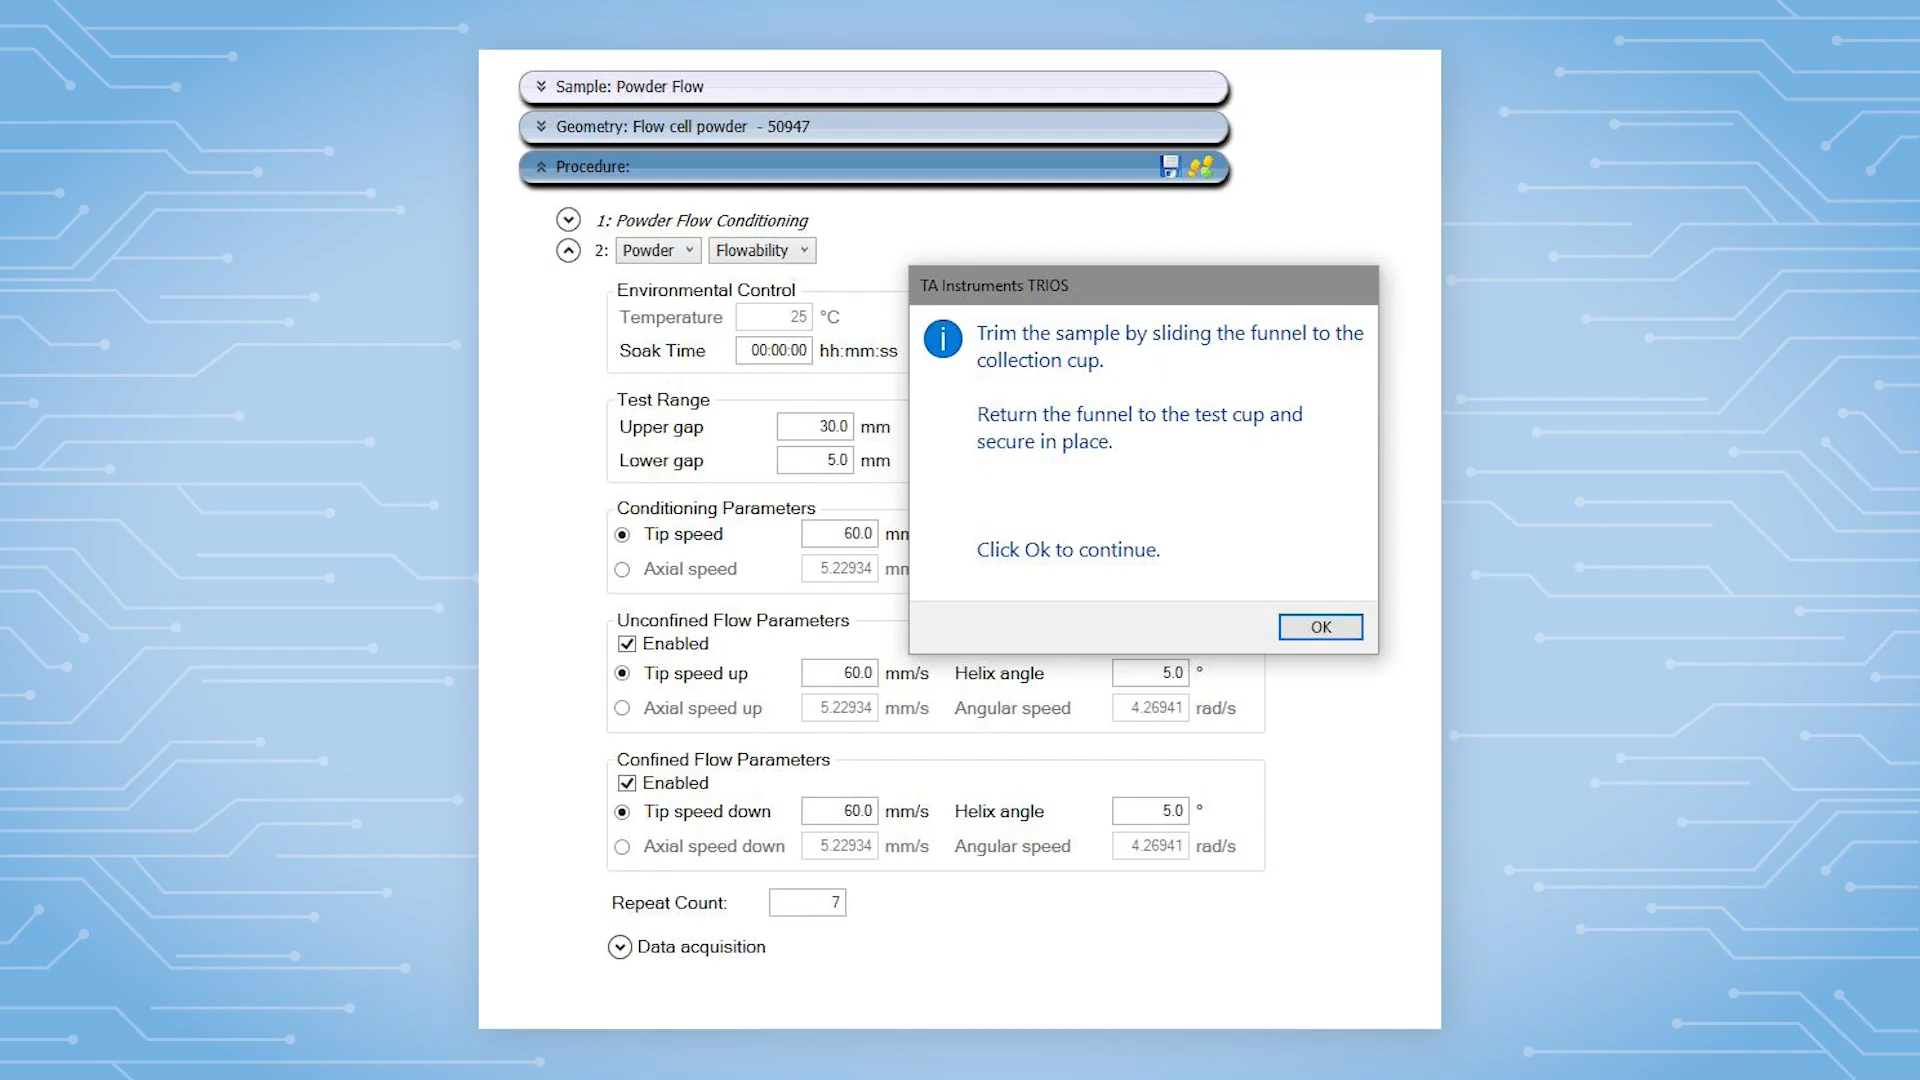 Sample: Powder Flow
Geometry: Flow cell powder - 50947
Procedure:
1: Powder Flow Conditioning
2: Powder Flowability
Environmental Control
Temperature 25 °C
Soak Time 00:00:00 hh:mm:ss
Test Range
Upper gap 30.0 mm
Lower gap 5.0 mm
Conditioning Parameters
Tip speed 60.0
Axial speed 5.22934
TA Instruments TRIOS
Trim the sample by sliding the funnel to the
collection cup.
Return the funnel to the test cup and
secure in place.
Click Ok to continue.
OK
Unconfined Flow Parameters
Enabled
Tip speed up 60.0 mm/s Helix angle 5.0 °
Axial speed up 5.22934 mm/s Angular speed 4.26941 rad/s
Confined Flow Parameters
Enabled
Tip speed down 60.0 mm/s Helix angle 5.0 °
Axial speed down 5.22934 mm/s Angular speed 4.26941 rad/s
Repeat Count: 7
Data acquisition